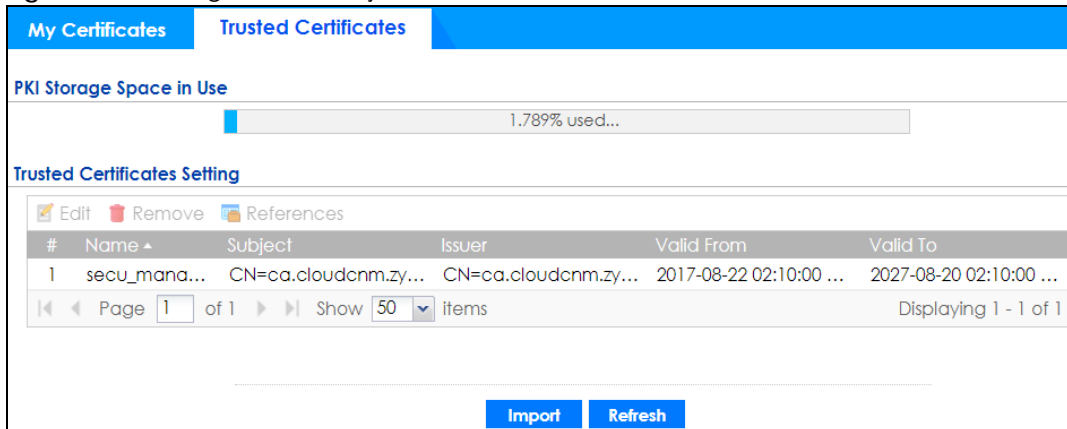 My Certificates Trusted Certificates
PKI Storage Space in Use
1.789% used...
Trusted Certificates Setting
Edit Remove References
# Name Subject Issuer Valid From Valid To
1 secu_mana... CN=ca.cloudcnm.zy... CN=ca.cloudcnm.zy... 2017-08-22 02:10:00 ... 2027-08-20 02:10:00 ...
Page 1 of 1 Show 50 items Displaying 1 - 1 of 1
Import Refresh